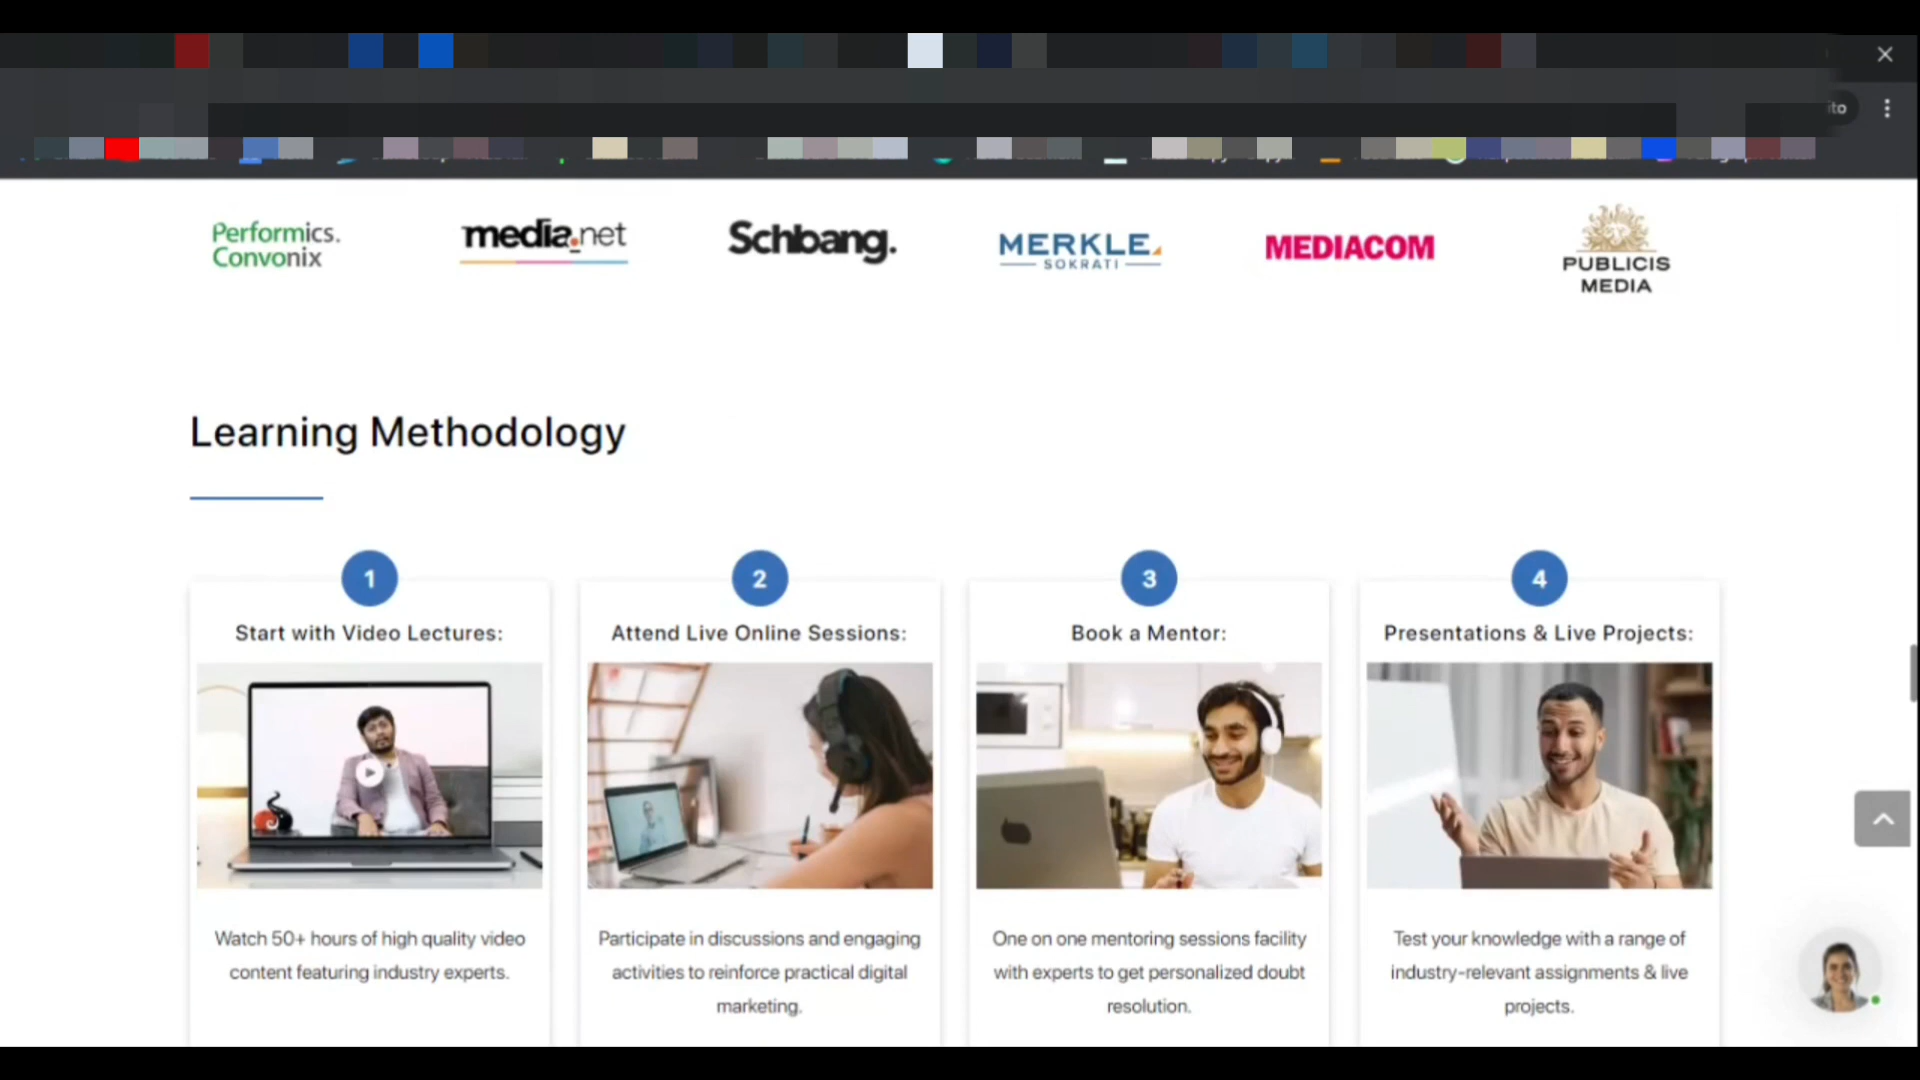 Performics.
Convonix
media.net
Schbang.
MERKLE
SOKRATI
MEDIACOM
PUBLICIS
MEDIA
Learning Methodology
1
2
3
4
Start with Video Lectures:
Attend Live Online Sessions:
Book a Mentor:
Presentations & Live Projects:
Watch 50+ hours of high quality video
content featuring industry experts.
Participate in discussions and engaging
activities to reinforce practical digital
marketing.
One on one mentoring sessions facility
with experts to get personalized doubt
resolution.
Test your knowledge with a range of
industry-relevant assignments & live
projects.